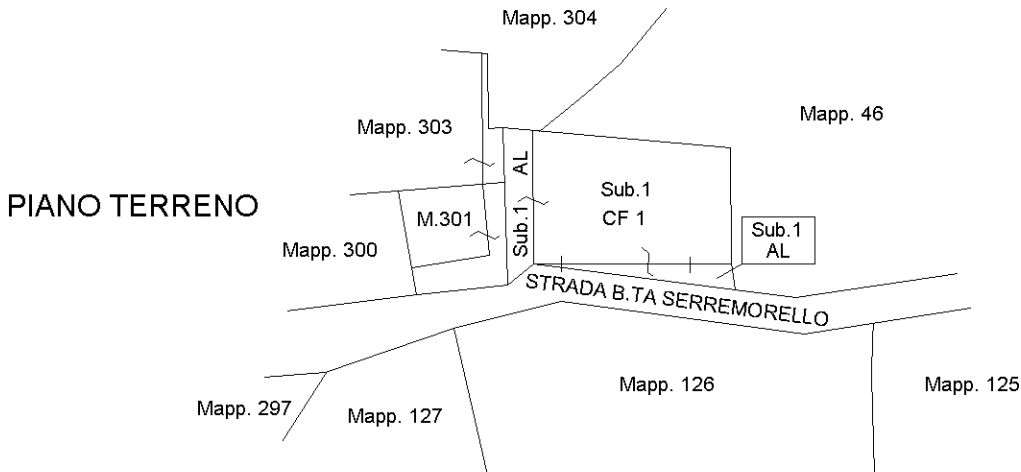 Mapp. 304
Mapp. 46
Mapp. 303
AL
Sub.1
PIANO TERRENO
M.301
Sub.1
CF 1
Mapp. 300
Sub.1
AL
STRADA B.TA SERREMORELLO
Mapp. 297
Mapp. 127
Mapp. 126
Mapp. 125